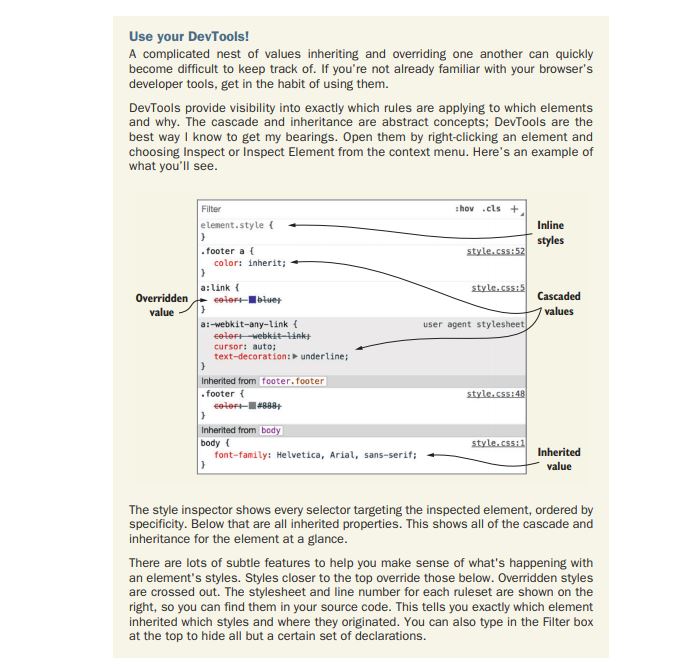 Use your DevTools!
A complicated nest of values inheriting and overriding one another can quickly
become difficult to keep track of. If you're not already familiar with your browser's
developer tools, get in the habit of using them.
DevTools provide visibility into exactly which rules are applying to which elements
and why. The cascade and inheritance are abstract concepts; DevTools are the
best way I know to get my bearings. Open them by right-clicking an element and
choosing Inspect or Inspect Element from the context menu. Here's an example of
what you'll see.
Filter :hov .cls +
element.style {
}
Inline
styles
.footer a { style.css:52
color: inherit;
}
a:link { style.css:5
color: blue;
}
Overridden
value
Cascaded
values
a:-webkit-any-link { user agent stylesheet
color: -webkit-link;
cursor: auto;
text-decoration: underline;
}
Inherited from footer.footer
.footer { style.css:48
color: #888;
}
Inherited from body
body { style.css:1
font-family: Helvetica, Arial, sans-serif;
}
Inherited
value
The style inspector shows every selector targeting the inspected element, ordered by
specificity. Below that are all inherited properties. This shows all of the cascade and
inheritance for the element at a glance.
There are lots of subtle features to help you make sense of what's happening with
an element's styles. Styles closer to the top override those below. Overridden styles
are crossed out. The stylesheet and line number for each ruleset are shown on the
right, so you can find them in your source code. This tells you exactly which element
inherited which styles and where they originated. You can also type in the Filter box
at the top to hide all but a certain set of declarations.